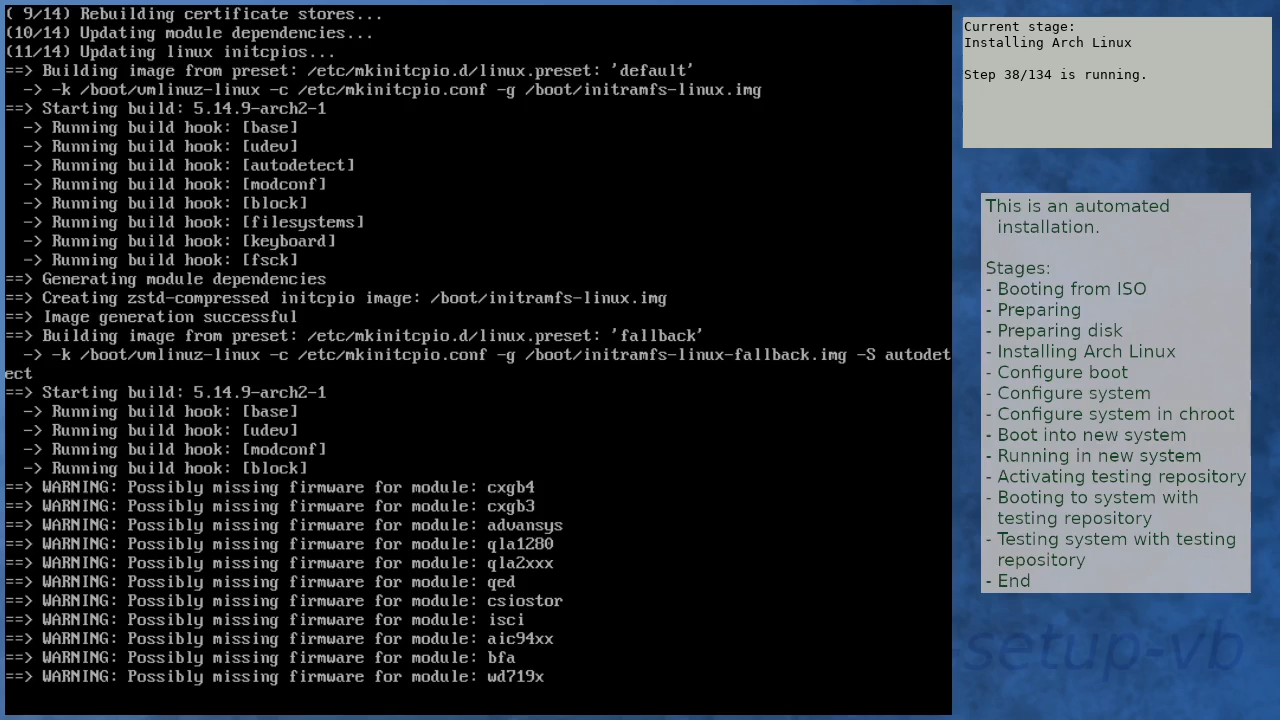 ( 9/14) Rebuilding certificate stores...
(10/14) Updating module dependencies...
(11/14) Updating linux initcpios...
==> Building image from preset: /etc/mkinitcpio.d/linux.preset: 'default'
  -> -k /boot/vmlinuz-linux -c /etc/mkinitcpio.conf -g /boot/initramfs-linux.img
==> Starting build: 5.14.9-arch2-1
  -> Running build hook: [base]
  -> Running build hook: [udev]
  -> Running build hook: [autodetect]
  -> Running build hook: [modconf]
  -> Running build hook: [block]
  -> Running build hook: [filesystems]
  -> Running build hook: [keyboard]
  -> Running build hook: [fsck]
==> Generating module dependencies
==> Creating zstd-compressed initcpio image: /boot/initramfs-linux.img
==> Image generation successful
==> Building image from preset: /etc/mkinitcpio.d/linux.preset: 'fallback'
  -> -k /boot/vmlinuz-linux -c /etc/mkinitcpio.conf -g /boot/initramfs-linux-fallback.img -S autodet
ect
==> Starting build: 5.14.9-arch2-1
  -> Running build hook: [base]
  -> Running build hook: [udev]
  -> Running build hook: [modconf]
  -> Running build hook: [block]
==> WARNING: Possibly missing firmware for module: cxgb4
==> WARNING: Possibly missing firmware for module: cxgb3
==> WARNING: Possibly missing firmware for module: advansys
==> WARNING: Possibly missing firmware for module: qla1280
==> WARNING: Possibly missing firmware for module: qla2xxx
==> WARNING: Possibly missing firmware for module: qed
==> WARNING: Possibly missing firmware for module: csiostor
==> WARNING: Possibly missing firmware for module: isci
==> WARNING: Possibly missing firmware for module: aic94xx
==> WARNING: Possibly missing firmware for module: bfa
==> WARNING: Possibly missing firmware for module: wd719x
Current stage:
Installing Arch Linux
Step 38/134 is running.
This is an automated
installation.
Stages:
- Booting from ISO
- Preparing
- Preparing disk
- Installing Arch Linux
- Configure boot
- Configure system
- Configure system in chroot
- Boot into new system
- Running in new system
- Activating testing repository
- Booting to system with
testing repository
- Testing system with testing
repository
- End
-setup-vb